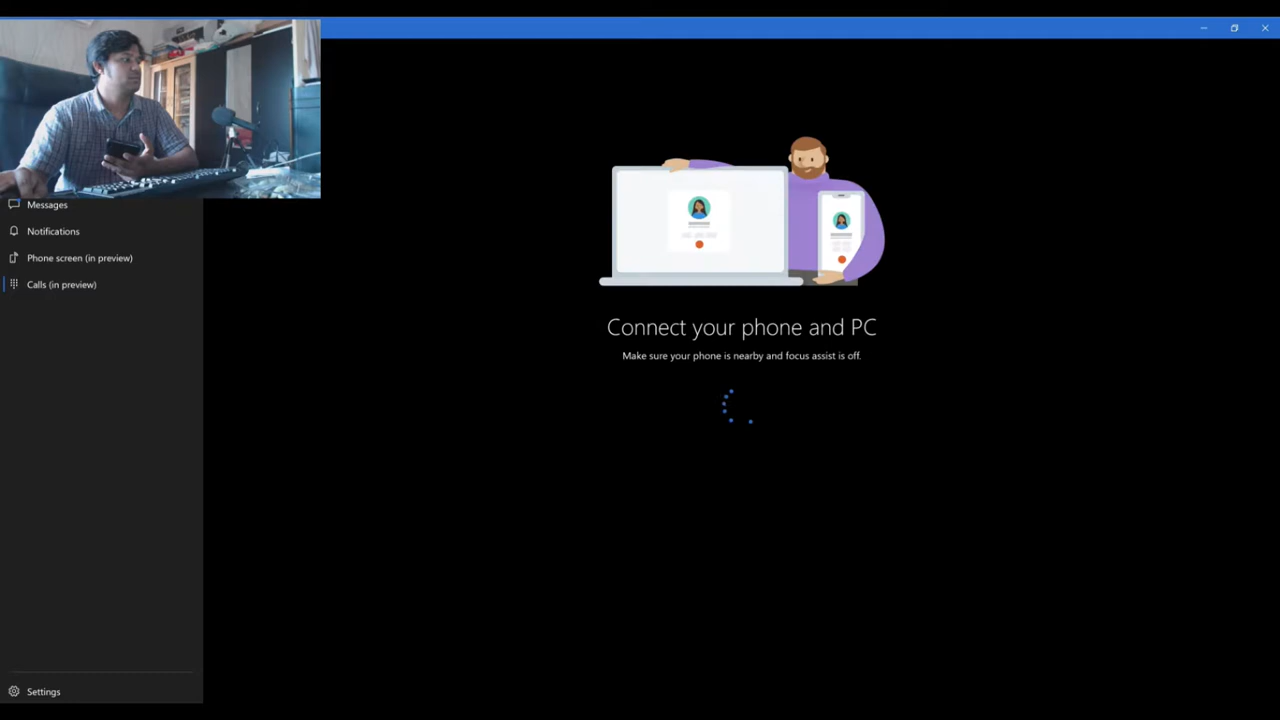 Messages
Notifications
Phone screen (in preview)
Calls (in preview)
Connect your phone and PC
Make sure your phone is nearby and focus assist is off.
Settings